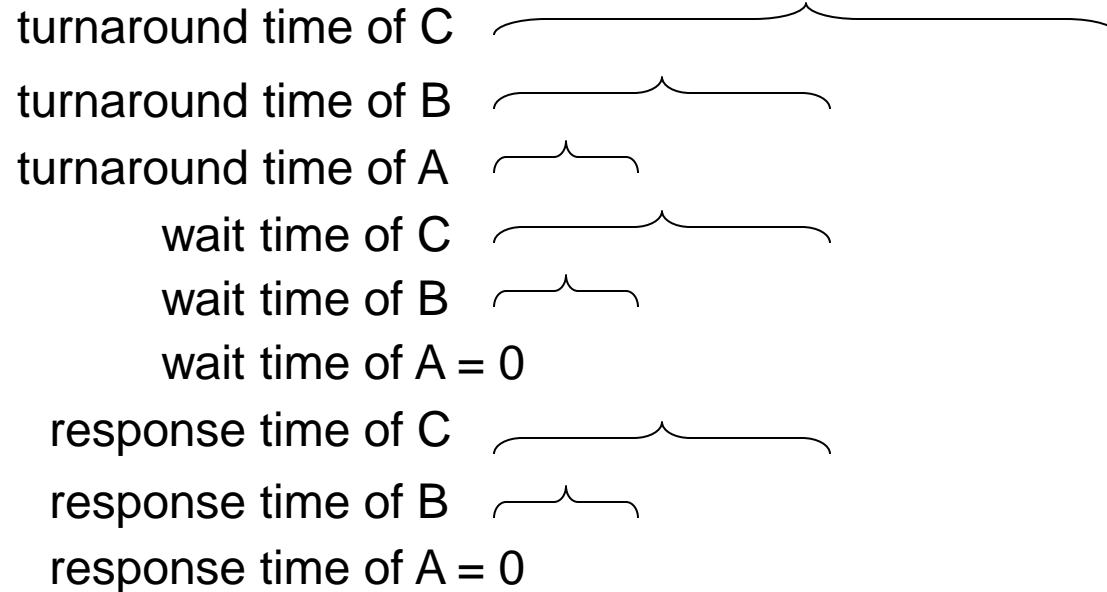 turnaround time of C
turnaround time of B
turnaround time of A
wait time of C
wait time of B
wait time of A = 0
response time of C
response time of B
response time of A = 0